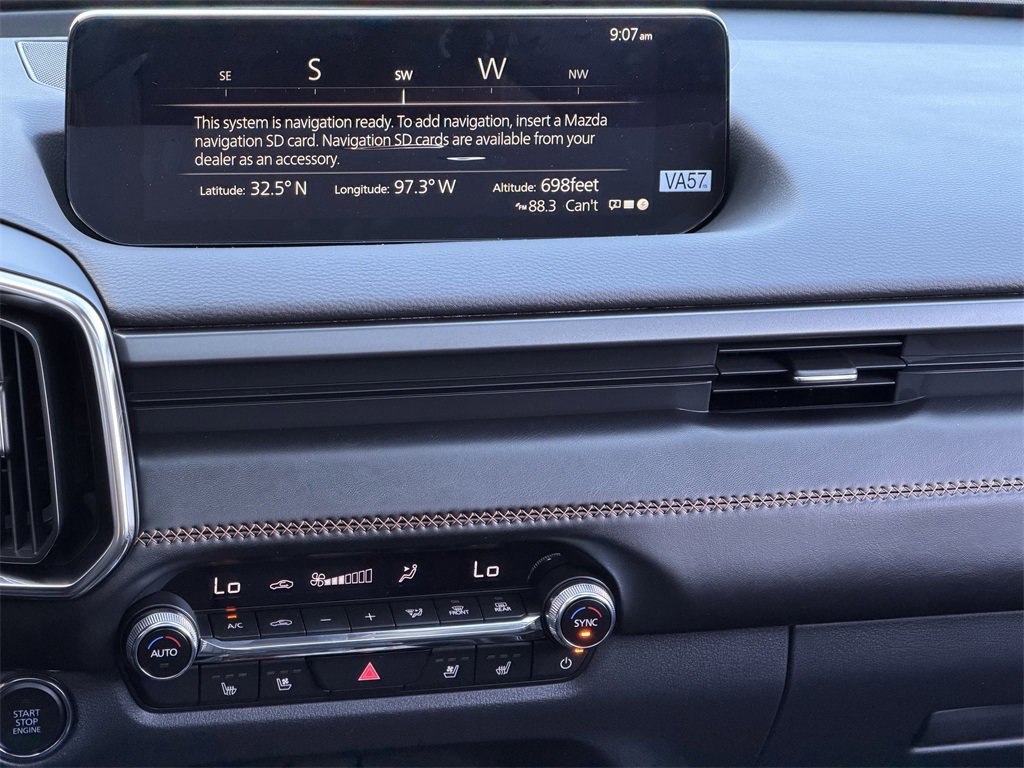 9:07am
SE S SW W NW
This system is navigation ready. To add navigation, insert a Mazda
navigation SD card. Navigation SD cards are available from your
dealer as an accessory.
Latitude: 32.5° N Longitude: 97.3° W Altitude: 698feet
VA57
FM 88.3 Can't
Lo Lo
A/C − + FRONT REAR
AUTO SYNC
START
STOP
ENGINE